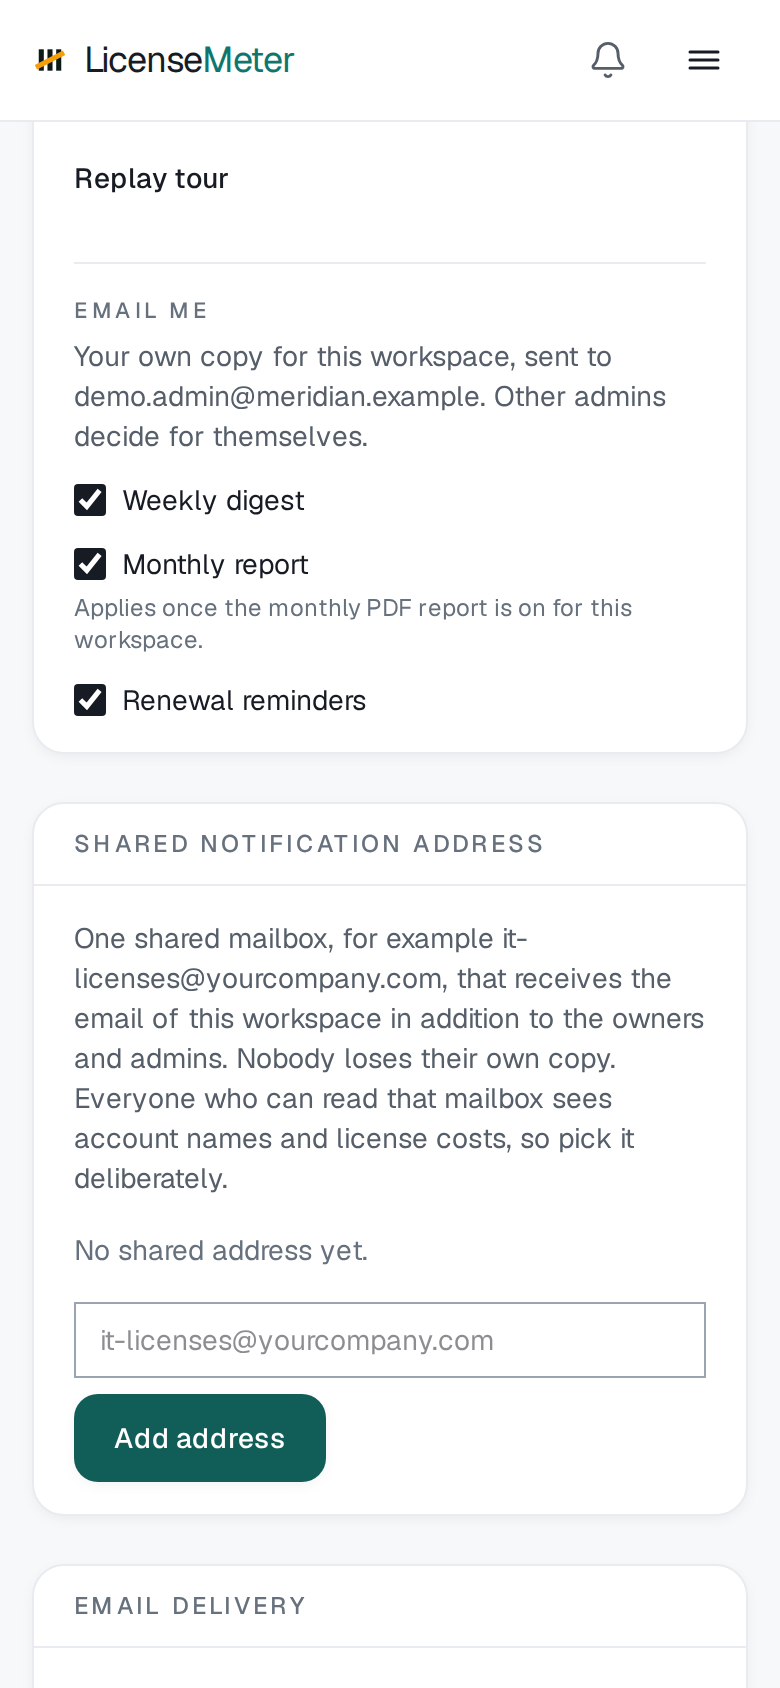 LicenseMeter
Replay tour
EMAIL ME
Your own copy for this workspace, sent to
demo.admin@meridian.example. Other admins
decide for themselves.
Weekly digest
Monthly report
Applies once the monthly PDF report is on for this
workspace.
Renewal reminders
SHARED NOTIFICATION ADDRESS
One shared mailbox, for example it-
licenses@yourcompany.com, that receives the
email of this workspace in addition to the owners
and admins. Nobody loses their own copy.
Everyone who can read that mailbox sees
account names and license costs, so pick it
deliberately.
No shared address yet.
it-licenses@yourcompany.com
Add address
EMAIL DELIVERY